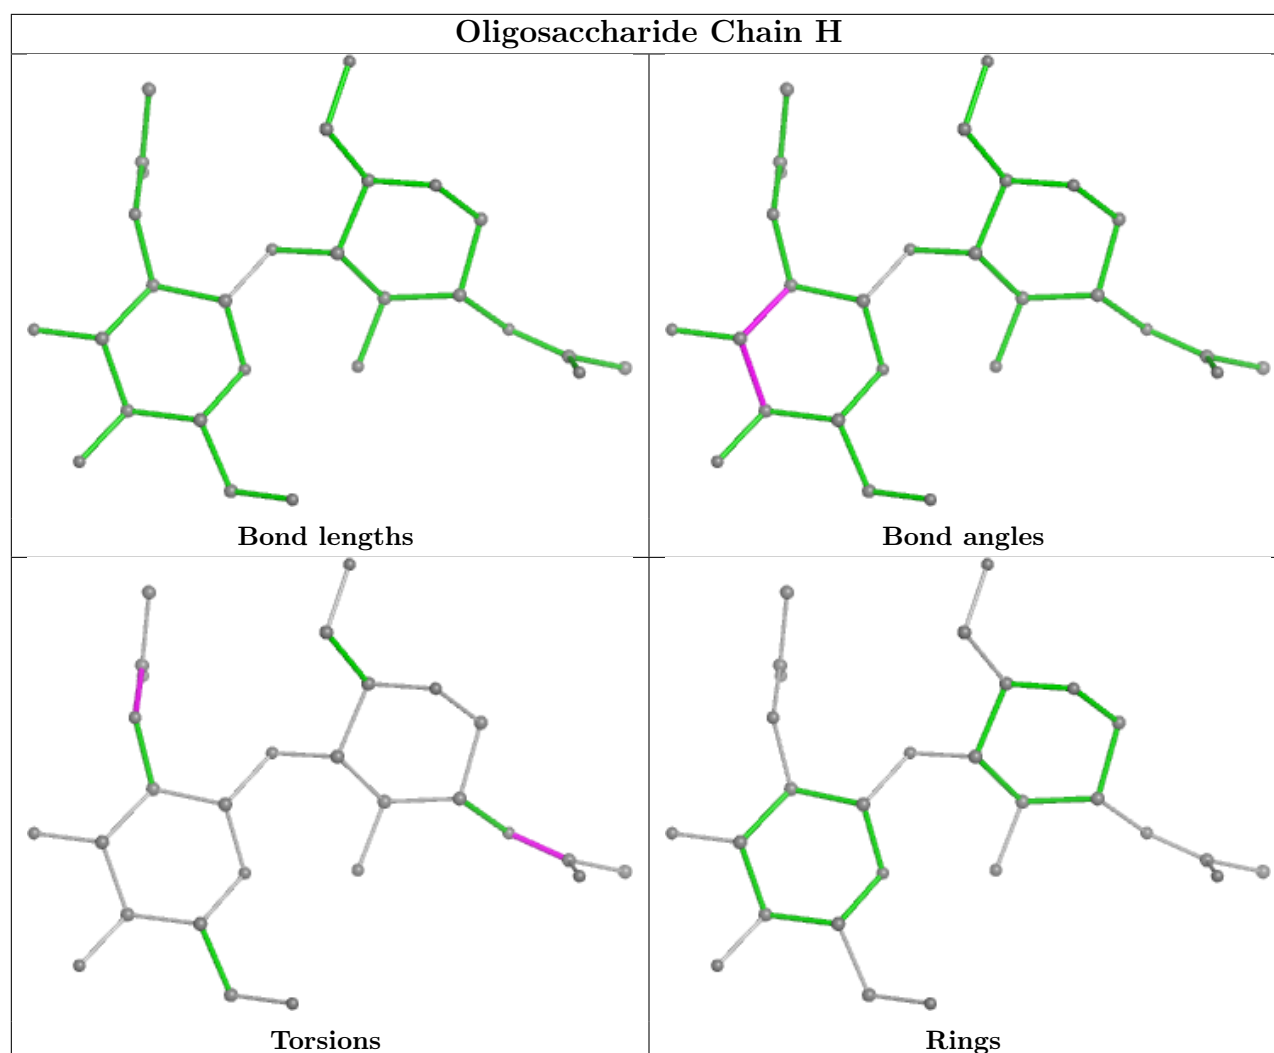 Oligosaccharide Chain H
Bond lengths
Bond angles
Torsions
Rings